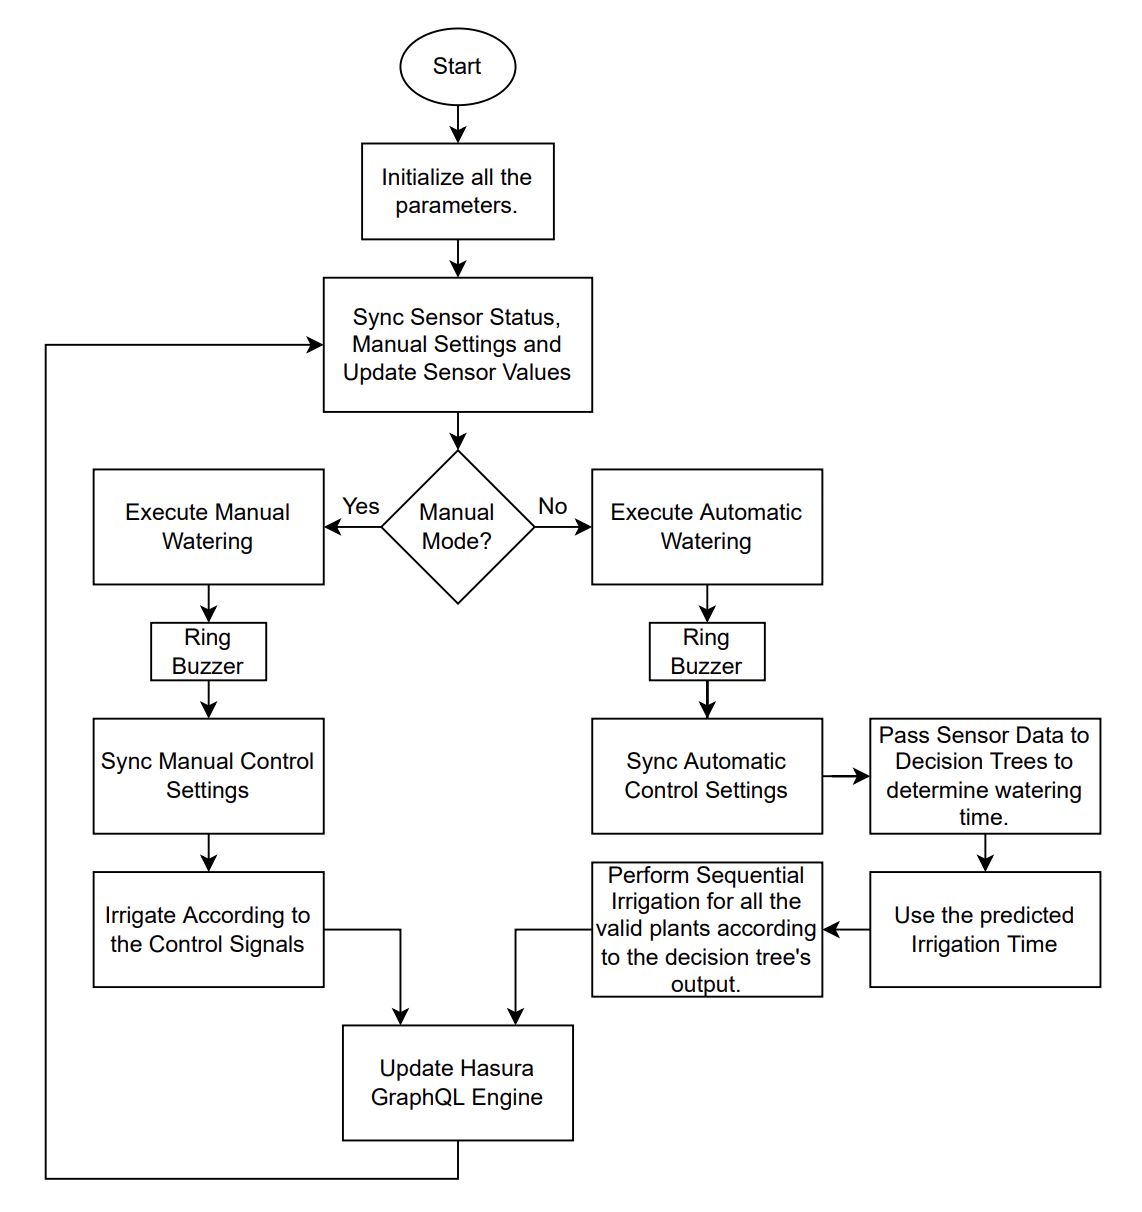 Start
Initialize all the
parameters.
Sync Sensor Status,
Manual Settings and
Update Sensor Values
Execute Manual
Watering
Yes
Manual
Mode?
No
Execute Automatic
Watering
Ring
Buzzer
Ring
Buzzer
Sync Manual Control
Settings
Sync Automatic
Control Settings
Pass Sensor Data to
Decision Trees to
determine watering
time.
Irrigate According to
the Control Signals
Perform Sequential
Irrigation for all the
valid plants according
to the decision tree's
output.
Use the predicted
Irrigation Time
Update Hasura
GraphQL Engine